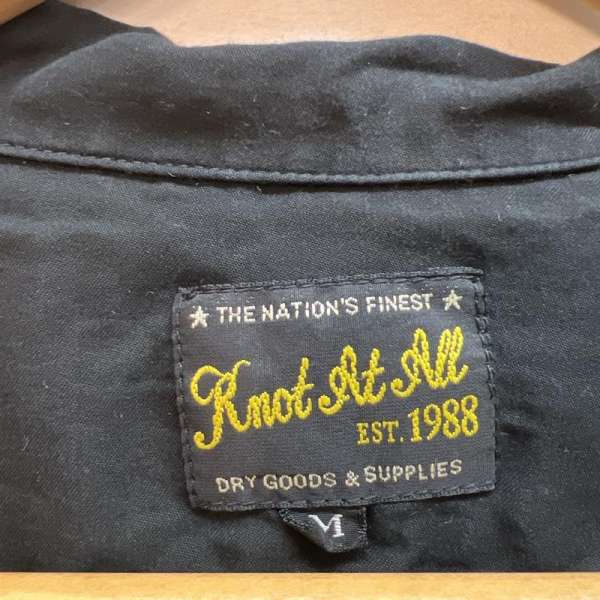 THE NATION'S FINEST
Knot At All
EST. 1988
DRY GOODS & SUPPLIES
M